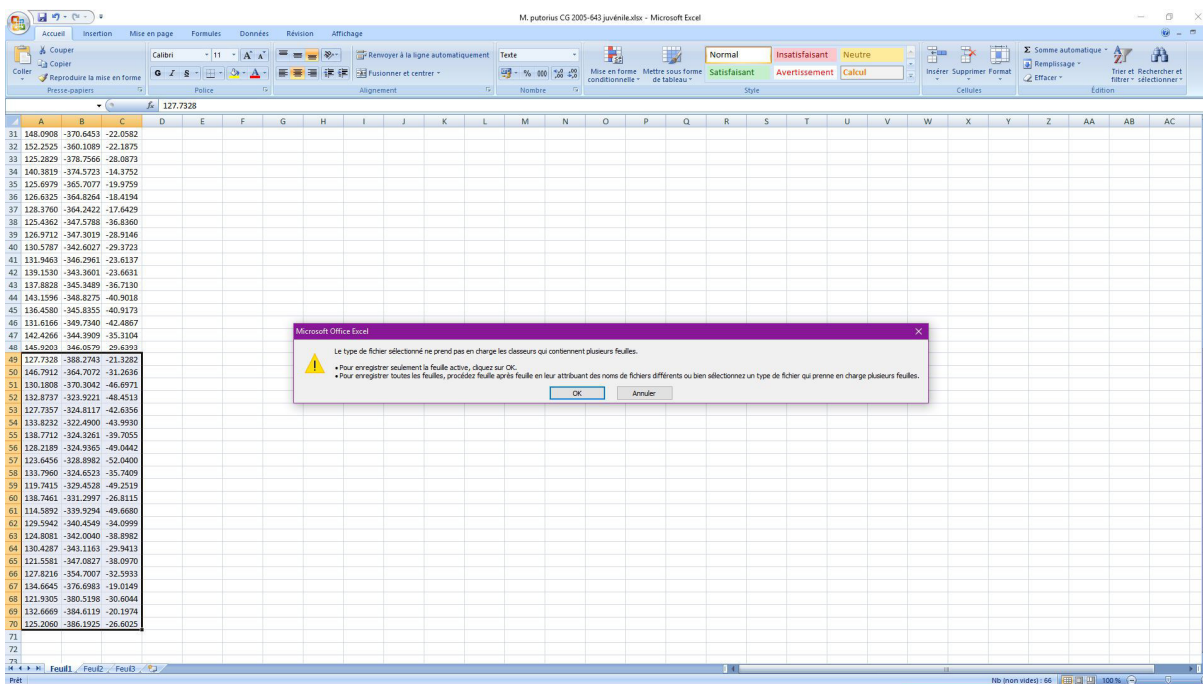 M. putorius CG 2005-643 juvénile.xlsx - Microsoft Excel
Accueil Insertion Mise en page Formules Données Révision Affichage
Coller
Couper
Copier
Reproduire la mise en forme
Presse-papiers
Calibri 11
G I S
Police
Renvoyer à la ligne automatiquement
Fusionner et centrer
Alignement
Texte
% 000
Nombre
Mise en forme conditionnelle
Mettre sous forme de tableau
Normal Insatisfaisant Neutre
Satisfaisant Avertissement Calcul
Style
Insérer Supprimer Format
Cellules
Σ Somme automatique
Remplissage
Effacer
Trier et filtrer
Rechercher et sélectionner
Édition
fx 127.7328
A B C D E F G H I J K L M N O P Q R S T U V W X Y Z AA AB AC
31 148.0908 -370.6453 -22.0582
32 152.2525 -360.1089 -22.1875
33 125.2829 -378.7566 -28.0873
34 140.3819 -374.5723 -14.3752
35 125.6979 -365.7077 -19.9759
36 126.6325 -364.8264 -18.4194
37 128.3760 -364.2422 -17.6429
38 125.4362 -347.5788 -36.8360
39 126.9712 -347.3019 -28.9146
40 130.5787 -342.6027 -29.3723
41 131.9463 -346.2961 -23.6137
42 139.1530 -343.3601 -23.6631
43 137.8828 -345.3489 -36.7130
44 143.1596 -348.8275 -40.9018
45 136.4580 -345.8355 -40.9173
46 131.6166 -349.7340 -42.4867
47 142.4266 -344.3909 -35.3104
48 145.9203 -346.0579 -29.6393
49 127.7328 -388.2743 -21.3282
50 146.7912 -364.7072 -31.2636
51 130.1808 -370.3042 -46.6971
52 132.8737 -323.9221 -48.4513
53 127.7357 -324.8117 -42.6356
54 133.8232 -322.4900 -43.9930
55 138.7712 -324.3261 -39.7055
56 128.2189 -324.9365 -49.0442
57 123.6456 -328.8982 -52.0400
58 133.7960 -324.6523 -35.7409
59 119.7415 -329.4528 -49.2519
60 138.7461 -331.2997 -26.8115
61 114.5892 -339.9294 -49.6680
62 129.5942 -340.4549 -34.0999
63 124.8081 -342.0040 -38.8982
64 130.4287 -343.1163 -29.9413
65 121.5581 -347.0827 -38.0970
66 127.8216 -354.7007 -32.5933
67 134.6645 -376.6983 -19.0149
68 121.9305 -380.5198 -30.6044
69 132.6669 -384.6119 -20.1974
70 125.2060 -386.1925 -26.6025
71
72
73
Microsoft Office Excel
Le type de fichier sélectionné ne prend pas en charge les classeurs qui contiennent plusieurs feuilles.
• Pour enregistrer seulement la feuille active, cliquez sur OK.
• Pour enregistrer toutes les feuilles, procédez feuille après feuille en leur attribuant des noms de fichiers différents ou bien sélectionnez un type de fichier qui prenne en charge plusieurs feuilles.
OK Annuler
Feuil1 Feuil2 Feuil3
Prêt
Nb (non vides) : 66 100 %